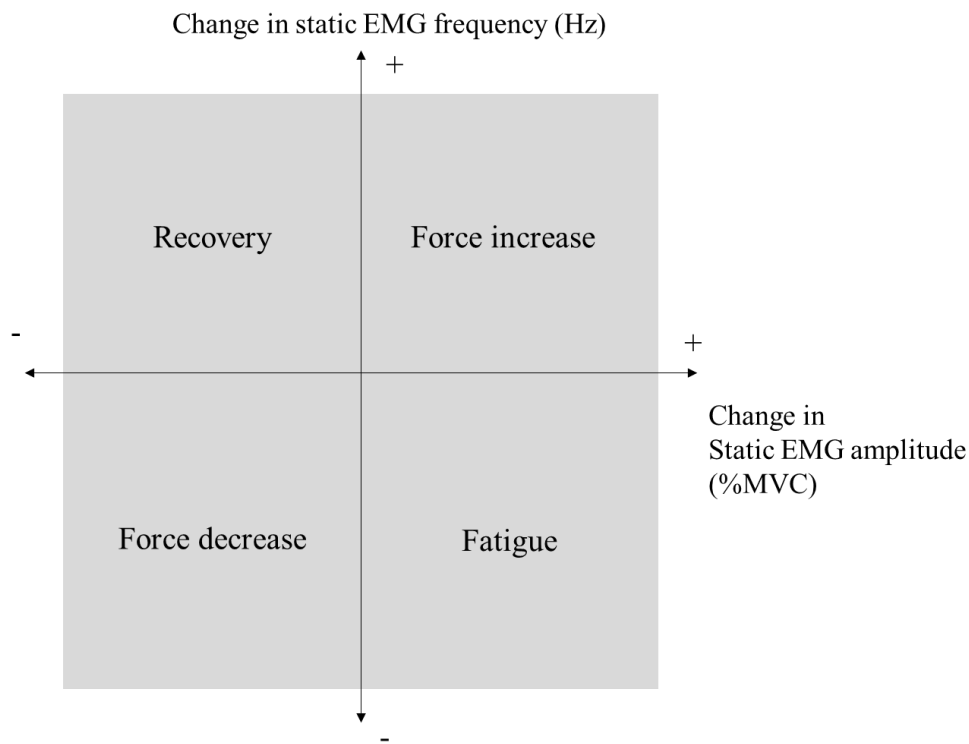 Change in static EMG frequency (Hz)
+
Recovery
Force increase
-
+
Change in
Static EMG amplitude
(%MVC)
Force decrease
Fatigue
-